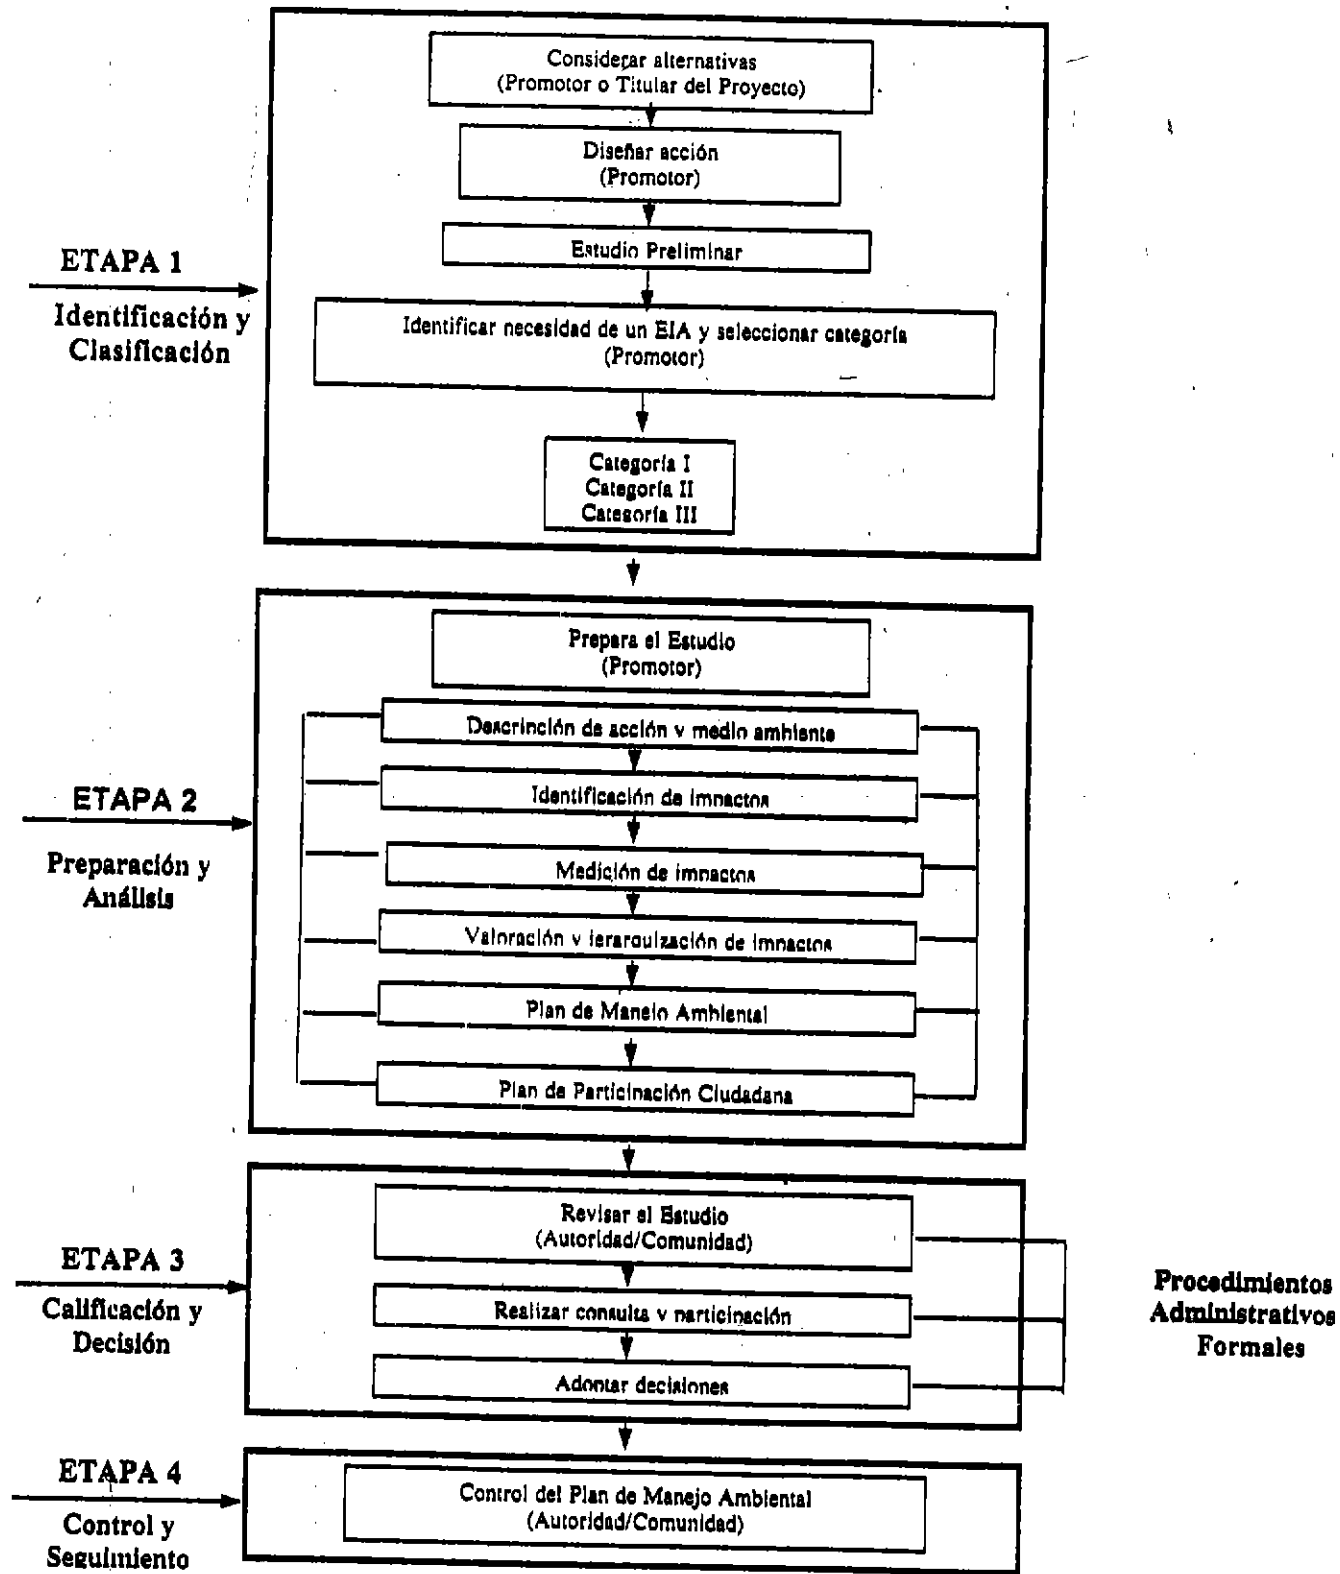 Considerar alternativas
(Promotor o Titular del Proyecto)
Diseñar acción
(Promotor)
Estudio Preliminar
ETAPA 1
Identificación y
Clasificación
Identificar necesidad de un EIA y seleccionar categoría
(Promotor)
Categoría I
Categoría II
Categoría III
Prepara el Estudio
(Promotor)
Descripción de acción y medio ambiente
Identificación de impactos
ETAPA 2
Preparación y
Análisis
Medición de impactos
Valoración y jerarquización de impactos
Plan de Manejo Ambiental
Plan de Participación Ciudadana
Revisar el Estudio
(Autoridad/Comunidad)
ETAPA 3
Calificación y
Decisión
Realizar consulta y participación
Adoptar decisiones
Procedimientos
Administrativos
Formales
ETAPA 4
Control y
Seguimiento
Control del Plan de Manejo Ambiental
(Autoridad/Comunidad)